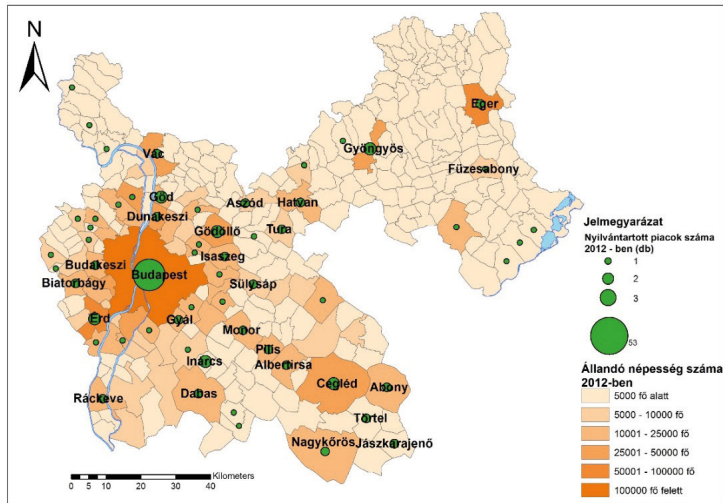 N
Eger
Gyöngyös
Füzesabony
Vác
Göd
Dunakeszi
Aszód
Hatvan
Gödöllő
Tura
Isaszeg
Budakeszi
Budapest
Biatorbágy
Sülysáp
Érd
Gyál
Monor
Pilis
Inárcs
Albertirsa
Cegléd
Abony
Ráckeve
Dabas
Törtel
Nagykőrös
Jászkarajenő
Jelmegyarázat
Nyilvántartott piacok száma
2012 - ben (db)
1
2
3
53
Állandó népesség száma
2012-ben
5000 fő alatt
5000 - 10000 fő
10001 - 25000 fő
25001 - 50000 fő
50001 - 100000 fő
100000 fő felett
0 5 10 20 30 40 Kilometers